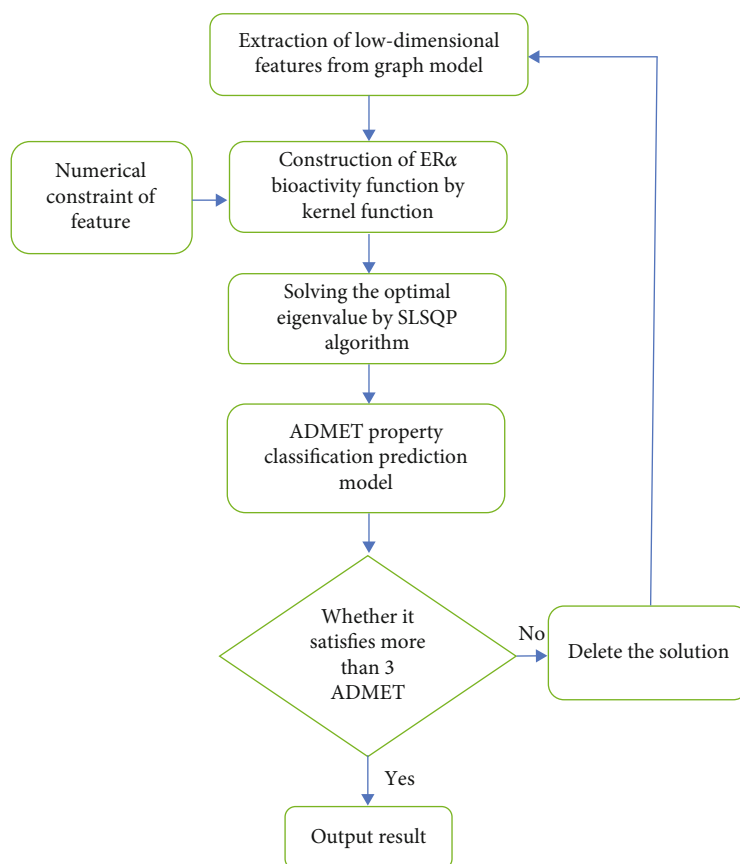 Extraction of low-dimensional
features from graph model
Numerical
constraint of
feature
Construction of ERα
bioactivity function by
kernel function
Solving the optimal
eigenvalue by SLSQP
algorithm
ADMET property
classification prediction
model
Whether it
satisfies more
than 3
ADMET
No
Delete the solution
Yes
Output result